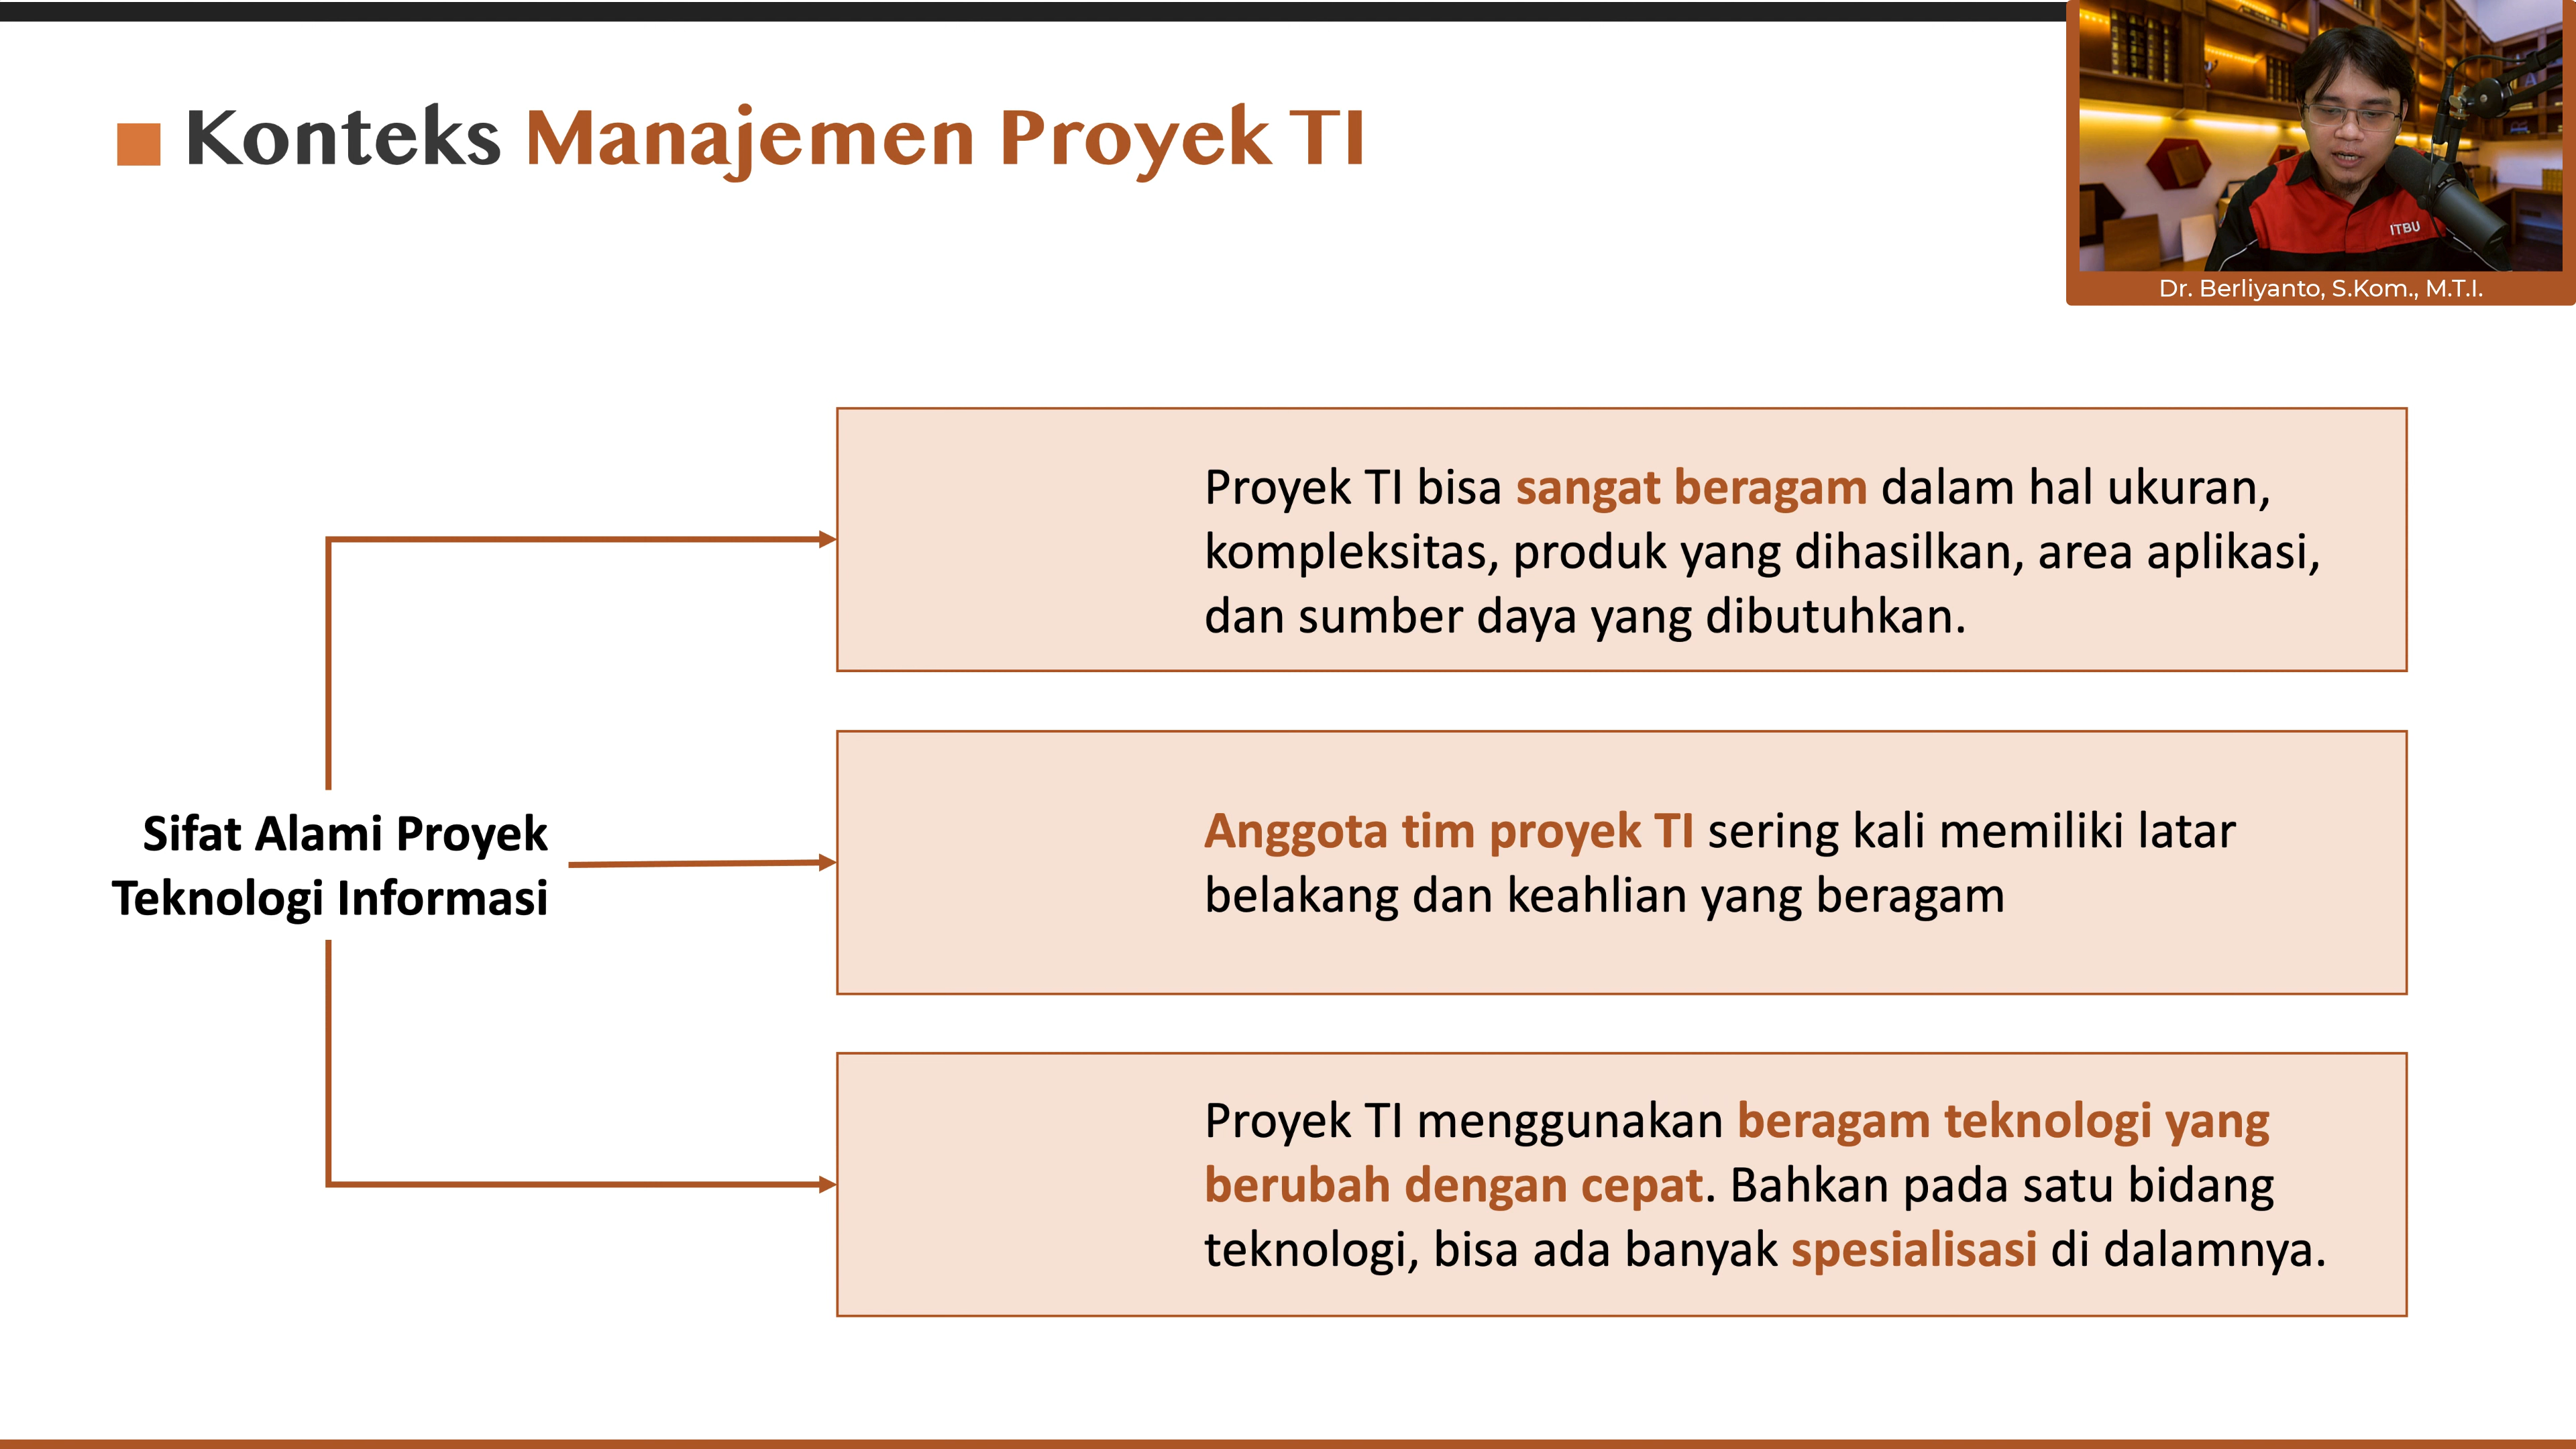 Konteks Manajemen Proyek TI
ITBU
Dr. Berliyanto, S.Kom., M.T.I.
Proyek TI bisa sangat beragam dalam hal ukuran,
kompleksitas, produk yang dihasilkan, area aplikasi,
dan sumber daya yang dibutuhkan.
Sifat Alami Proyek
Teknologi Informasi
Anggota tim proyek TI sering kali memiliki latar
belakang dan keahlian yang beragam
Proyek TI menggunakan beragam teknologi yang
berubah dengan cepat. Bahkan pada satu bidang
teknologi, bisa ada banyak spesialisasi di dalamnya.